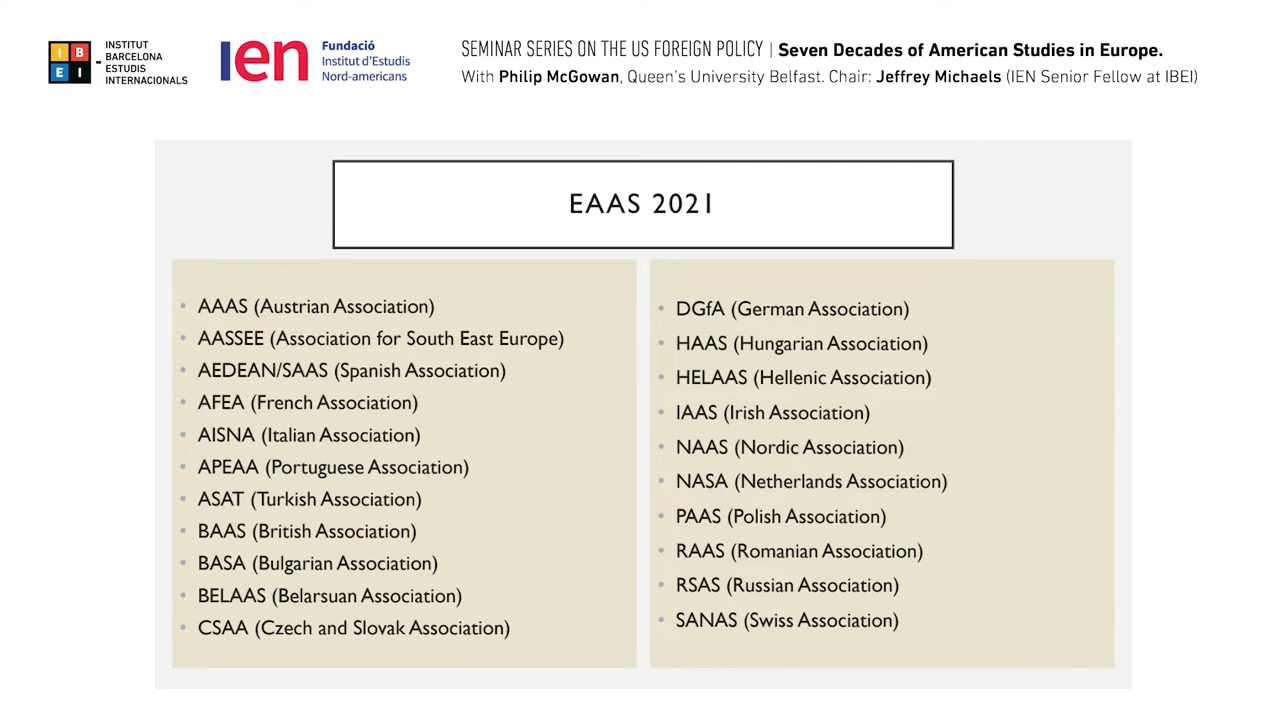 IB
EI
INSTITUT
BARCELONA
ESTUDIS
INTERNACIONALS
ien
Fundació
Institut d'Estudis
Nord-americans
SEMINAR SERIES ON THE US FOREIGN POLICY | Seven Decades of American Studies in Europe.
With Philip McGowan, Queen's University Belfast. Chair: Jeffrey Michaels (IEN Senior Fellow at IBEI)
EAAS 2021
• AAAS (Austrian Association)
• AASSEE (Association for South East Europe)
• AEDEAN/SAAS (Spanish Association)
• AFEA (French Association)
• AISNA (Italian Association)
• APEAA (Portuguese Association)
• ASAT (Turkish Association)
• BAAS (British Association)
• BASA (Bulgarian Association)
• BELAAS (Belarsuan Association)
• CSAA (Czech and Slovak Association)
• DGfA (German Association)
• HAAS (Hungarian Association)
• HELAAS (Hellenic Association)
• IAAS (Irish Association)
• NAAS (Nordic Association)
• NASA (Netherlands Association)
• PAAS (Polish Association)
• RAAS (Romanian Association)
• RSAS (Russian Association)
• SANAS (Swiss Association)